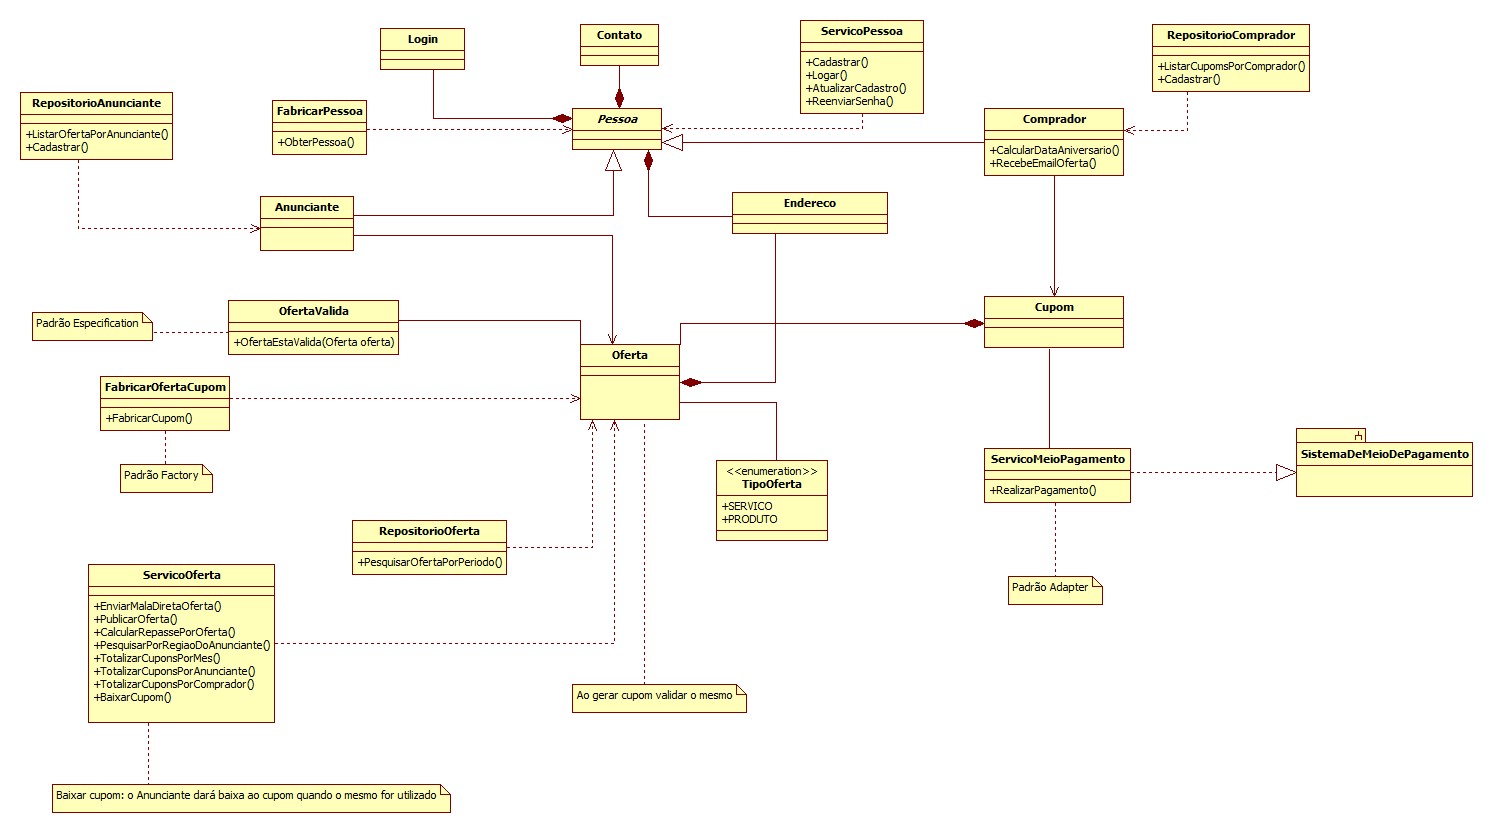 Login
Contato
ServicoPessoa
+Cadastrar()
+Logar()
+AtualizarCadastro()
+ReenviarSenha()
RepositorioComprador
+ListarCupomsPorComprador()
+Cadastrar()
RepositorioAnunciante
+ListarOfertaPorAnunciante()
+Cadastrar()
FabricarPessoa
+ObterPessoa()
Pessoa
Comprador
+CalcularDataAniversario()
+RecebeEmailOferta()
Anunciante
Endereco
Padrão Especification
OfertaValida
+OfertaEstaValida(Oferta oferta)
Cupom
Oferta
FabricarOfertaCupom
+FabricarCupom()
Padrão Factory
<<enumeration>>
TipoOferta
+SERVICO
+PRODUTO
ServicoMeioPagamento
+RealizarPagamento()
SistemaDeMeioDePagamento
RepositorioOferta
+PesquisarOfertaPorPeriodo()
Padrão Adapter
ServicoOferta
+EnviarMalaDiretaOferta()
+PublicarOferta()
+CalcularRepassePorOferta()
+PesquisarPorRegiaoDoAnunciante()
+TotalizarCuponsPorMes()
+TotalizarCuponsPorAnunciante()
+TotalizarCuponsPorComprador()
+BaixarCupom()
Ao gerar cupom validar o mesmo
Baixar cupom: o Anunciante dará baixa ao cupom quando o mesmo for utilizado